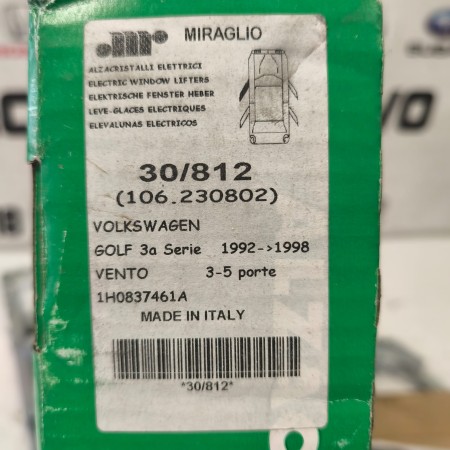 mr MIRAGLIO
ALZACRISTALLI ELETTRICI
ELECTRIC WINDOW LIFTERS
ELEKTRISCHE FENSTER HEBER
LEVE-GLACES ELECTRIQUES
ELEVALUNAS ELECTRICOS
30/812
(106.230802)
VOLKSWAGEN
GOLF 3a Serie 1992->1998
VENTO 3-5 porte
1H0837461A
MADE IN ITALY
*30/812*